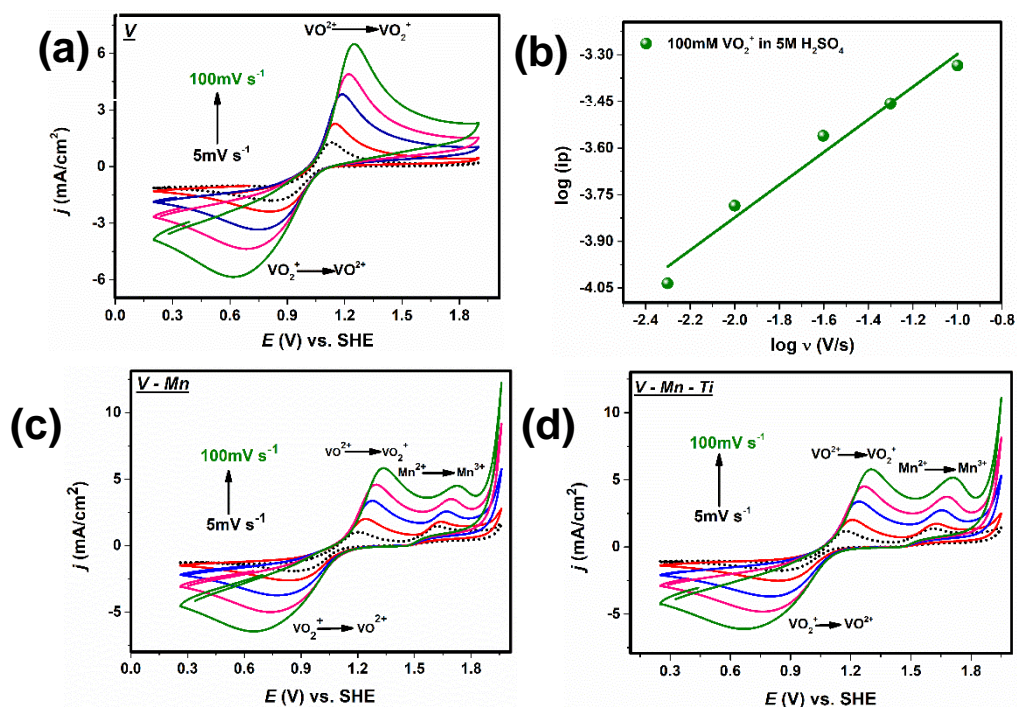 (a)
V
VO²⁺ → VO₂⁺
100mV s⁻¹
5mV s⁻¹
VO₂⁺ → VO²⁺
6
3
0
-3
-6
j (mA/cm²)
0.0 0.3 0.6 0.9 1.2 1.5 1.8
E (V) vs. SHE
(b)
100mM VO₂⁺ in 5M H₂SO₄
-3.30
-3.45
-3.60
-3.75
-3.90
-4.05
log (ip)
-2.4 -2.2 -2.0 -1.8 -1.6 -1.4 -1.2 -1.0 -0.8
log ν (V/s)
(c)
V - Mn
VO²⁺ → VO₂⁺
Mn²⁺ → Mn³⁺
100mV s⁻¹
5mV s⁻¹
VO₂⁺ → VO²⁺
10
5
0
-5
j (mA/cm²)
0.0 0.3 0.6 0.9 1.2 1.5 1.8
E (V) vs. SHE
(d)
V - Mn - Ti
VO²⁺ → VO₂⁺
Mn²⁺ → Mn³⁺
100mV s⁻¹
5mV s⁻¹
VO₂⁺ → VO²⁺
10
5
0
-5
j (mA/cm²)
0.3 0.6 0.9 1.2 1.5 1.8
E (V) vs. SHE